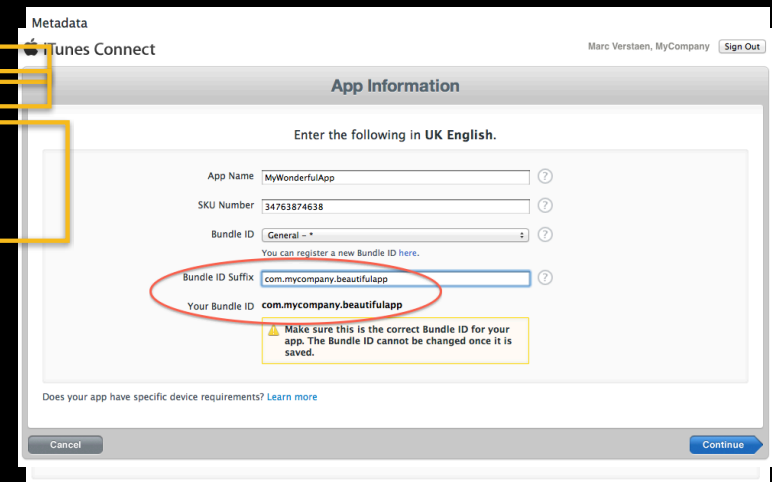 Metadata
iTunes Connect
Marc Verstaen, MyCompany Sign Out
App Information
Enter the following in UK English.
App Name MyWonderfulApp ?
SKU Number 34763874638 ?
Bundle ID General - * ?
You can register a new Bundle ID here.
Bundle ID Suffix com.mycompany.beautifulapp ?
Your Bundle ID com.mycompany.beautifulapp
Make sure this is the correct Bundle ID for your
app. The Bundle ID cannot be changed once it is
saved.
Does your app have specific device requirements? Learn more
Cancel
Continue